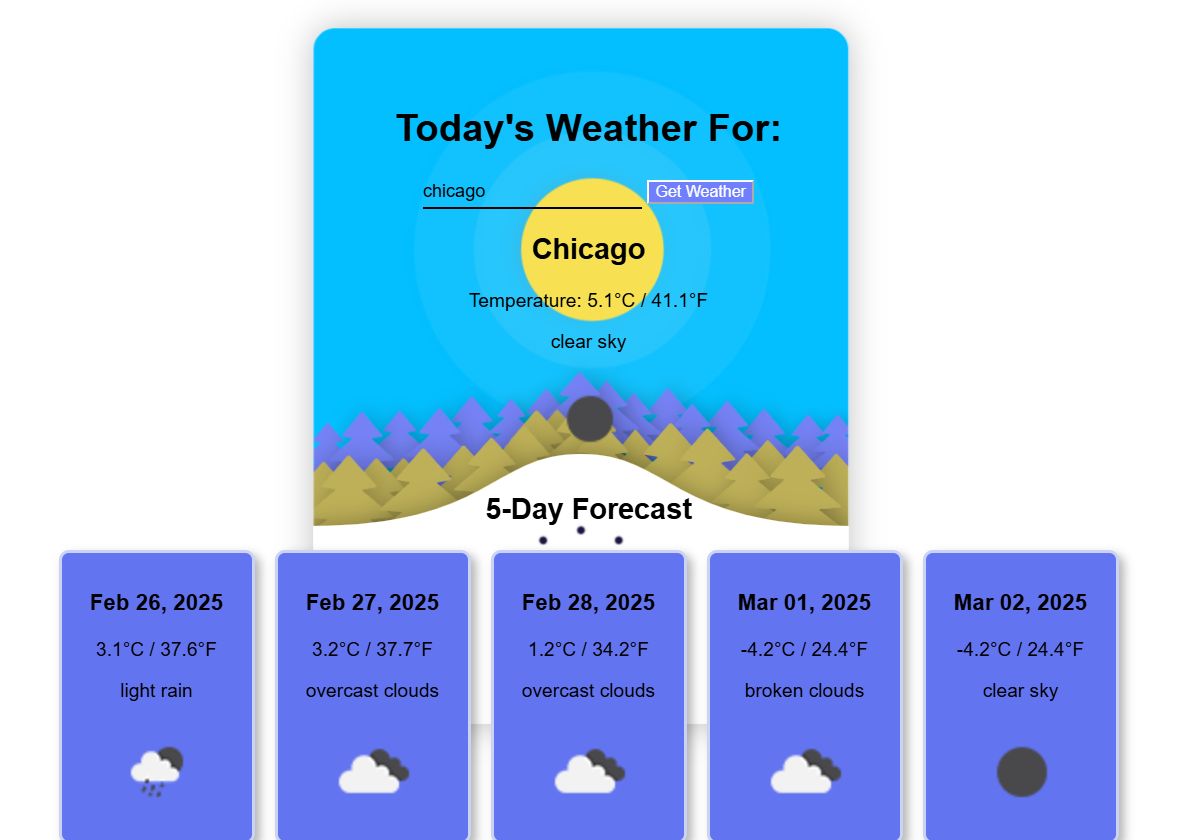 Today's Weather For:
chicago Get Weather
Chicago
Temperature: 5.1°C / 41.1°F
clear sky
5-Day Forecast
Feb 26, 2025
3.1°C / 37.6°F
light rain
Feb 27, 2025
3.2°C / 37.7°F
overcast clouds
Feb 28, 2025
1.2°C / 34.2°F
overcast clouds
Mar 01, 2025
-4.2°C / 24.4°F
broken clouds
Mar 02, 2025
-4.2°C / 24.4°F
clear sky